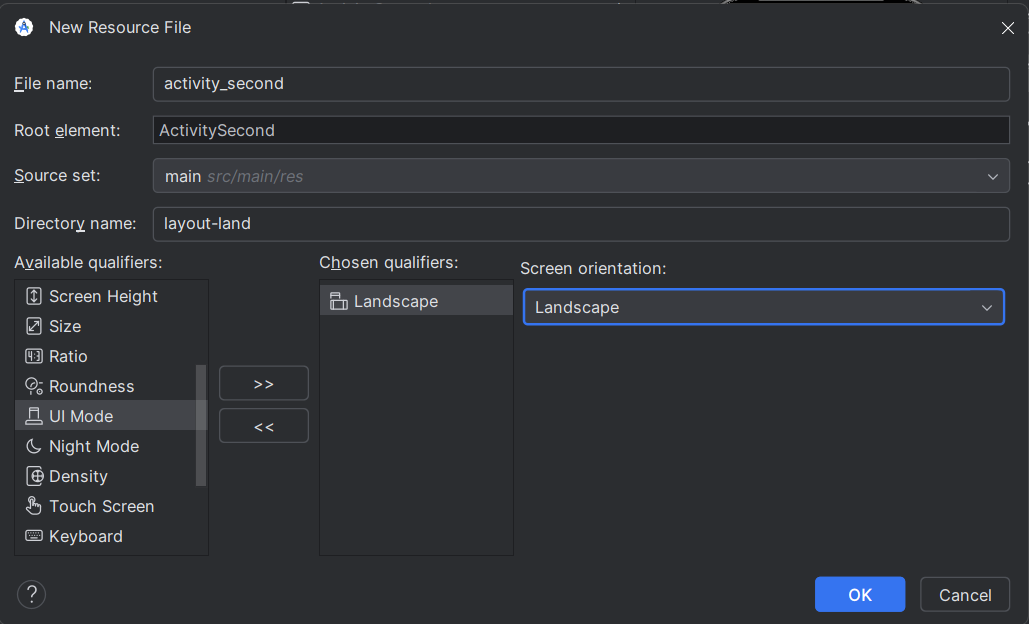 New Resource File
File name:
activity_second
Root element:
ActivitySecond
Source set:
main src/main/res
Directory name:
layout-land
Available qualifiers:
Screen Height
Size
Ratio
Roundness
UI Mode
Night Mode
Density
Touch Screen
Keyboard
>>
<<
Chosen qualifiers:
Landscape
Screen orientation:
Landscape
?
OK
Cancel